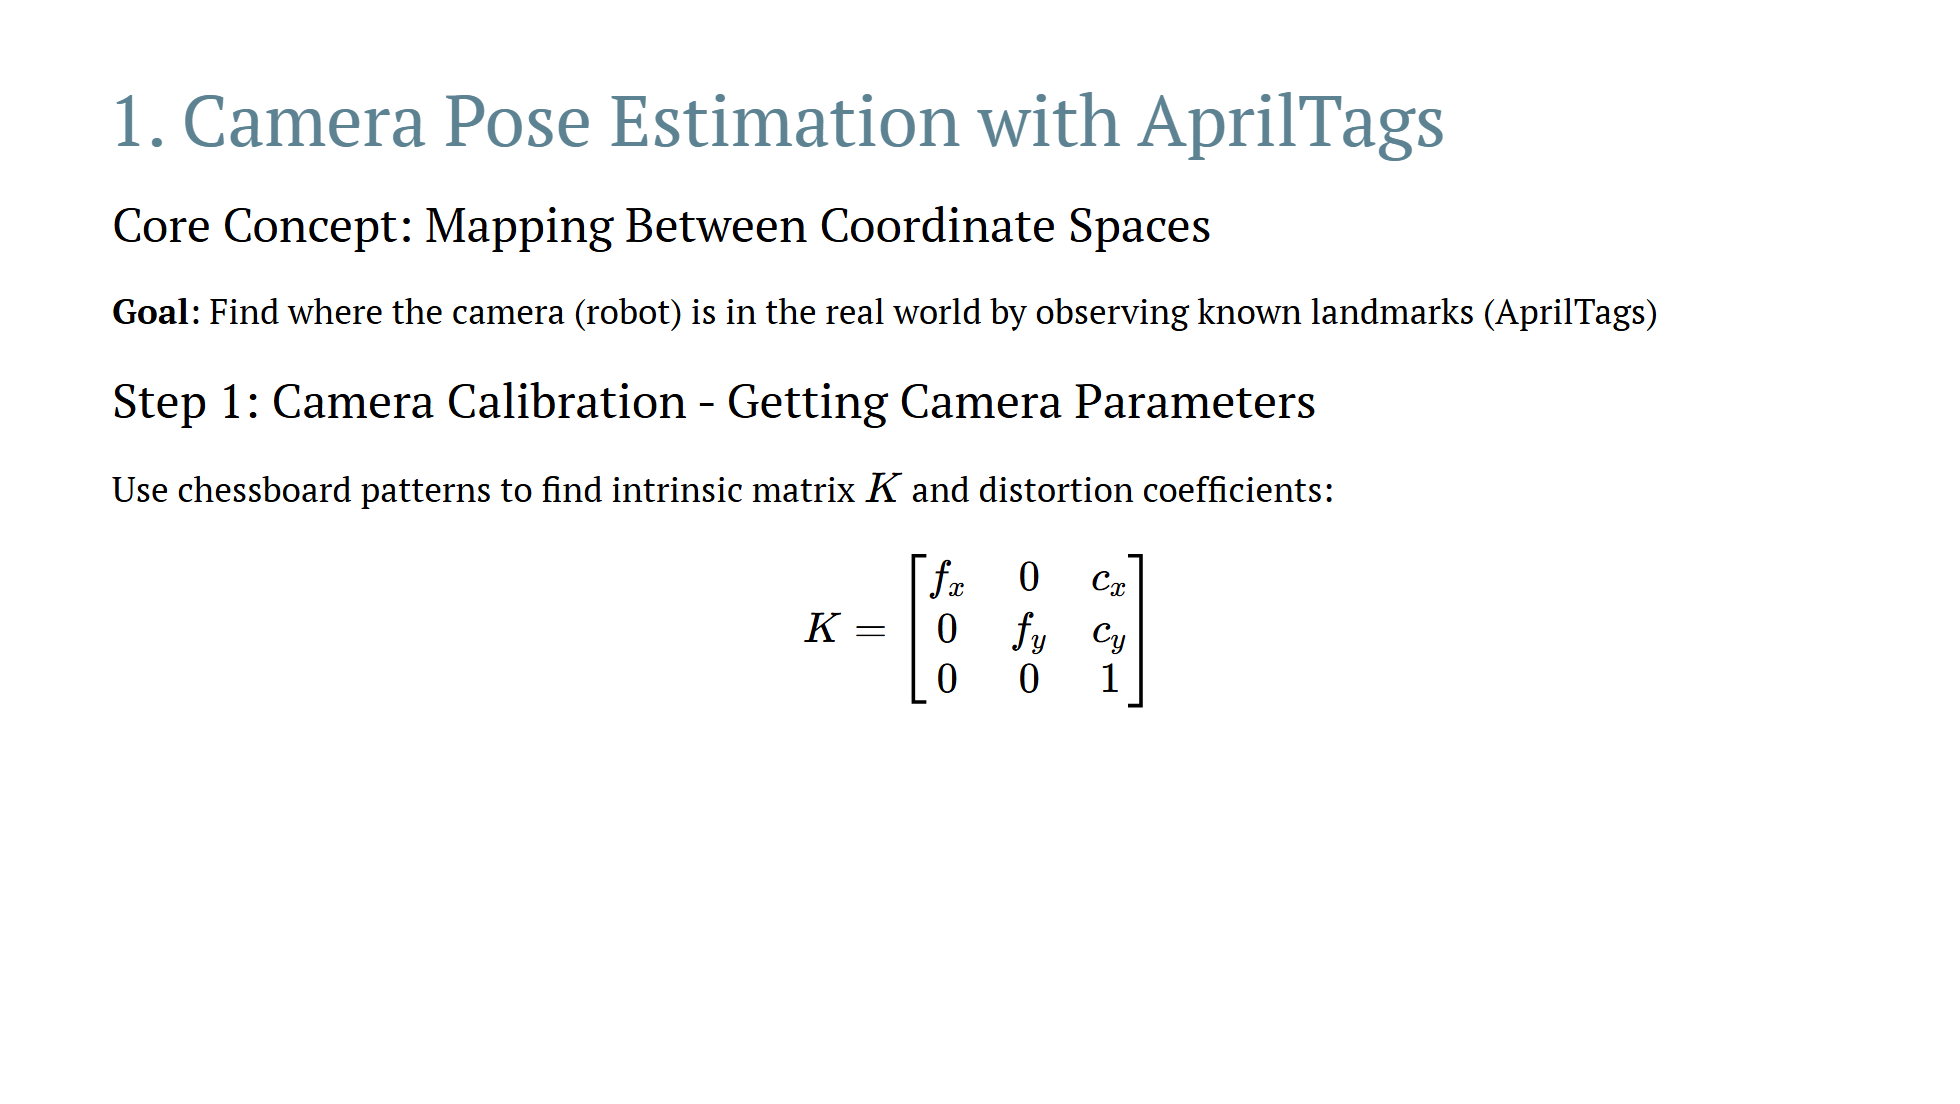 1. Camera Pose Estimation with AprilTags
Core Concept: Mapping Between Coordinate Spaces
Goal: Find where the camera (robot) is in the real world by observing known landmarks (AprilTags)
Step 1: Camera Calibration - Getting Camera Parameters
Use chessboard patterns to find intrinsic matrix K and distortion coefficients:
K = [ f_x 0 c_x
0 f_y c_y
0 0 1 ]